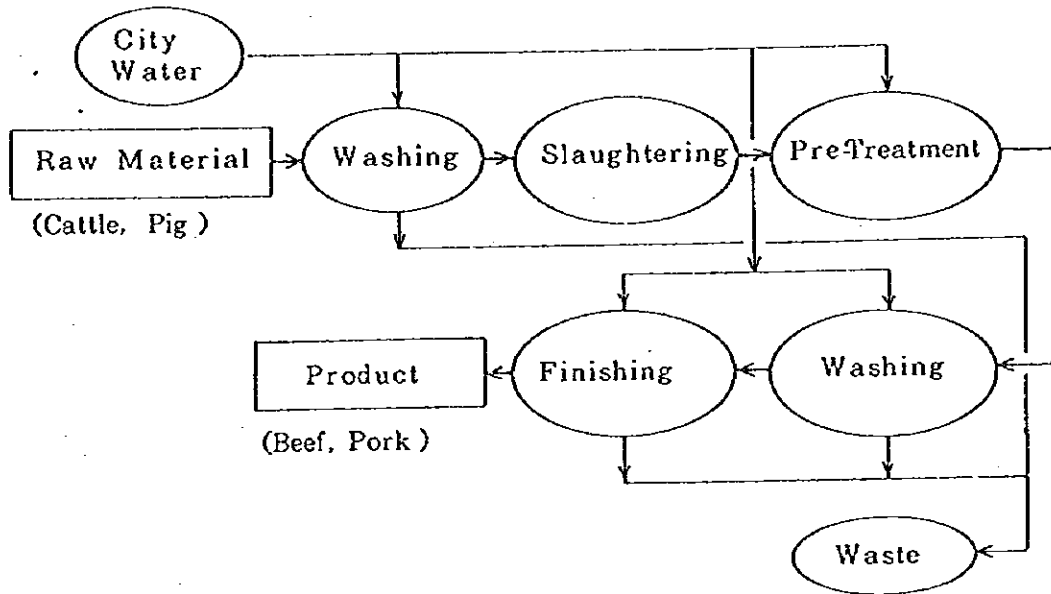 City
Water
Raw Material
Washing
Slaughtering
Pre-Treatment
(Cattle, Pig)
Product
Finishing
Washing
(Beef, Pork)
Waste